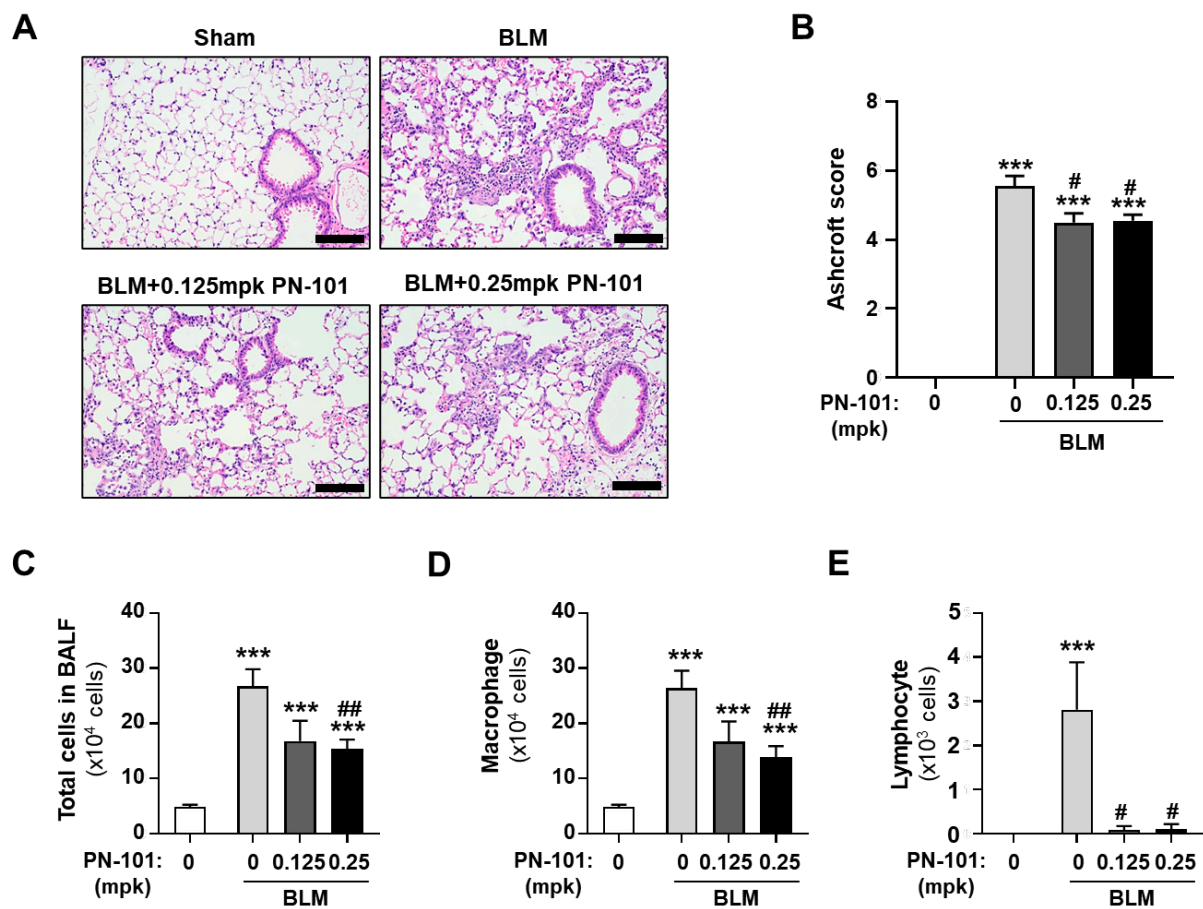 A
Sham
BLM
BLM+0.125mpk PN-101
BLM+0.25mpk PN-101
B
Ashcroft score
8
6
4
2
0
***
#
***
#
***
PN-101:
(mpk)
0
0
0.125
0.25
BLM
C
Total cells in BALF
(x10⁴ cells)
40
30
20
10
0
***
***
##
***
PN-101:
(mpk)
0
0
0.125
0.25
BLM
D
Macrophage
(x10⁴ cells)
40
30
20
10
0
***
***
##
***
PN-101:
(mpk)
0
0
0.125
0.25
BLM
E
Lymphocyte
(x10³ cells)
5
4
3
2
1
0
***
#
#
PN-101:
(mpk)
0
0
0.125
0.25
BLM